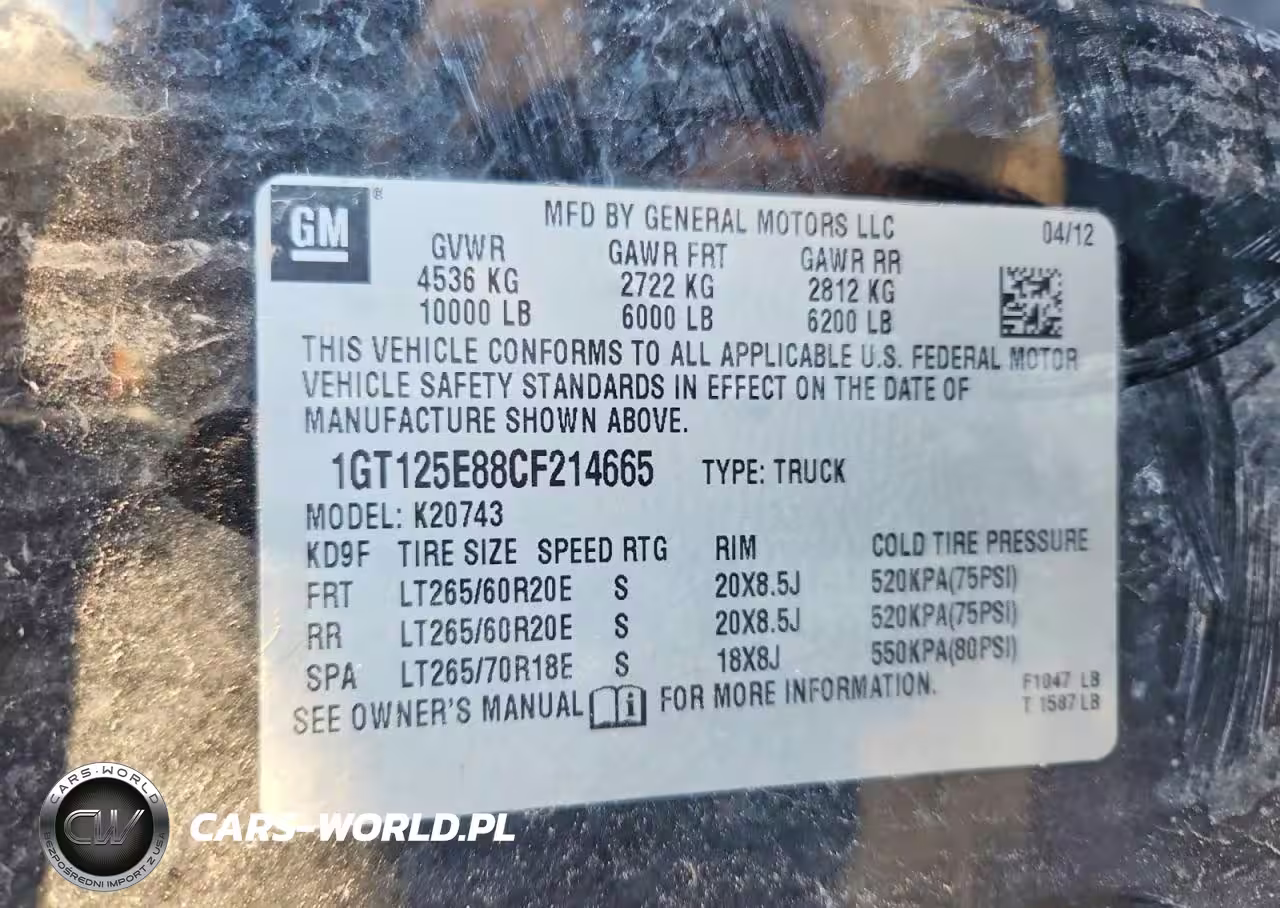 GM ®
MFD BY GENERAL MOTORS LLC 04/12
GVWR GAWR FRT GAWR RR
4536 KG 2722 KG 2812 KG
10000 LB 6000 LB 6200 LB
THIS VEHICLE CONFORMS TO ALL APPLICABLE U.S. FEDERAL MOTOR
VEHICLE SAFETY STANDARDS IN EFFECT ON THE DATE OF
MANUFACTURE SHOWN ABOVE.
1GT125E88CF214665 TYPE: TRUCK
MODEL: K20743
KD9F TIRE SIZE SPEED RTG RIM COLD TIRE PRESSURE
FRT LT265/60R20E S 20X8.5J 520KPA(75PSI)
RR LT265/60R20E S 20X8.5J 520KPA(75PSI)
SPA LT265/70R18E S 18X8J 550KPA(80PSI)
SEE OWNER'S MANUAL i FOR MORE INFORMATION.
F1047 LB
T 1587 LB
CARS-WORLD
CW
BEZPOŚREDNI IMPORT Z USA
CARS-WORLD.PL